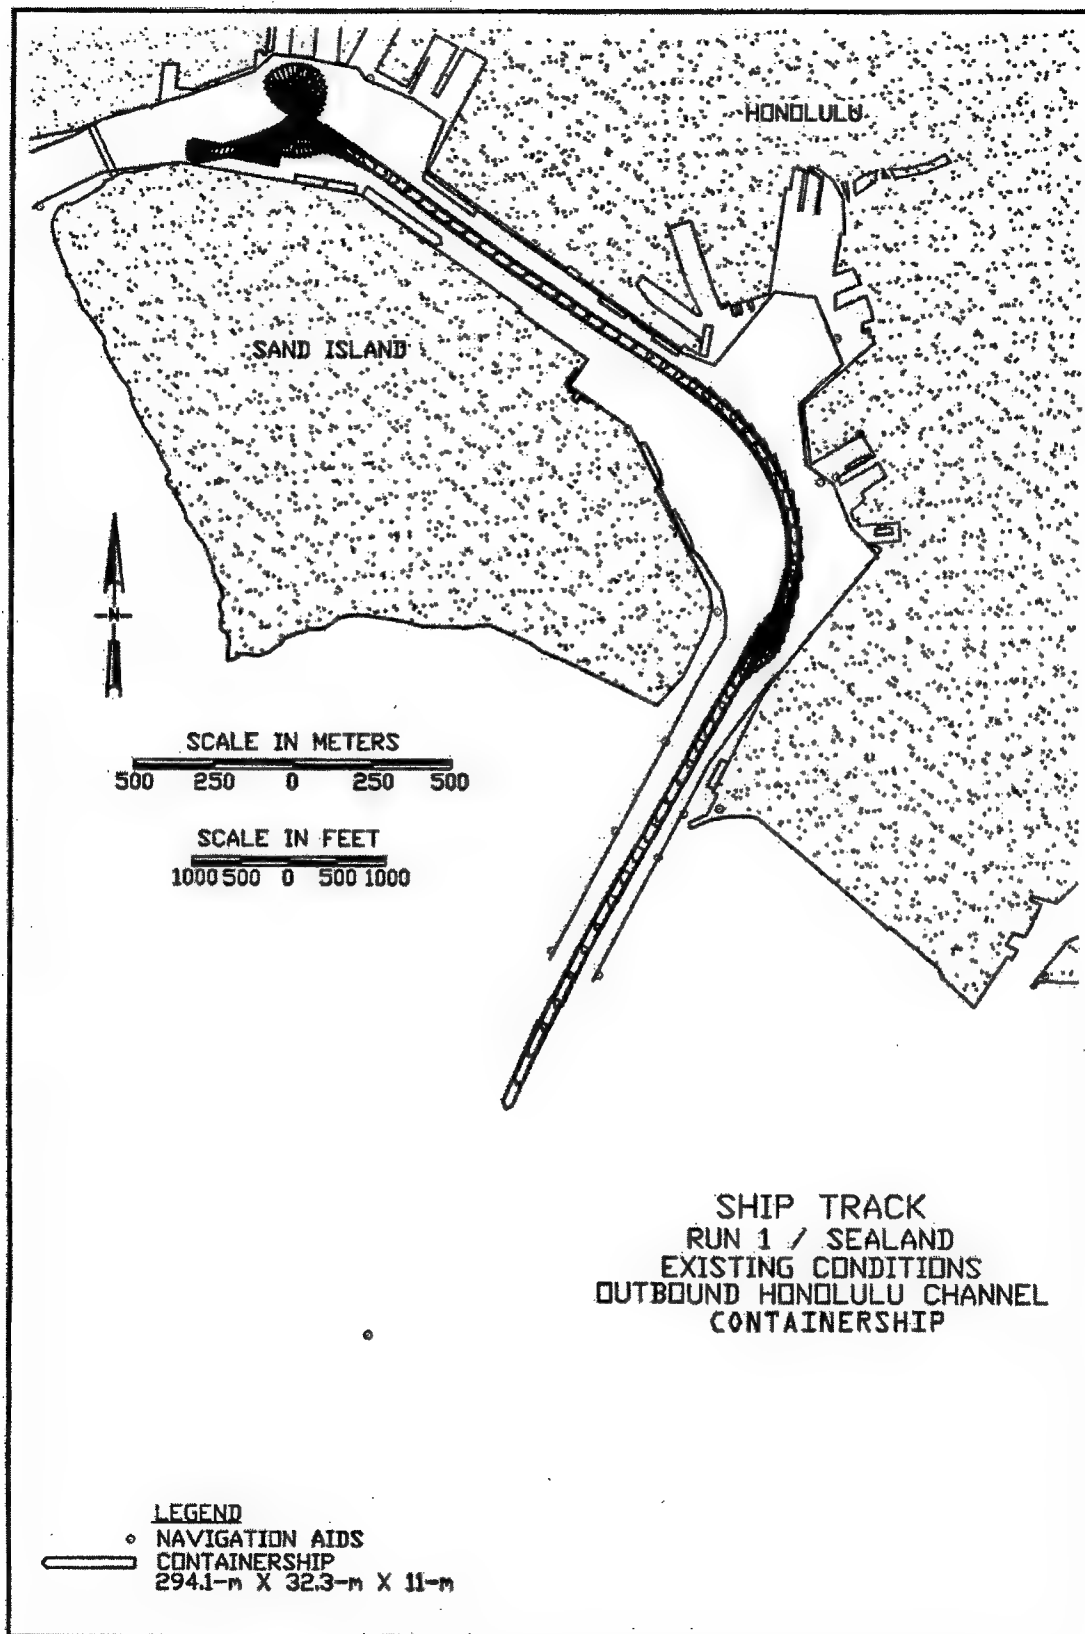 HONOLULU
SAND ISLAND
N
SCALE IN METERS
500 250 0 250 500
SCALE IN FEET
1000 500 0 500 1000
SHIP TRACK
RUN 1 / SEALAND
EXISTING CONDITIONS
OUTBOUND HONOLULU CHANNEL
CONTAINERSHIP
LEGEND
NAVIGATION AIDS
CONTAINERSHIP
294.1-m X 32.3-m X 11-m